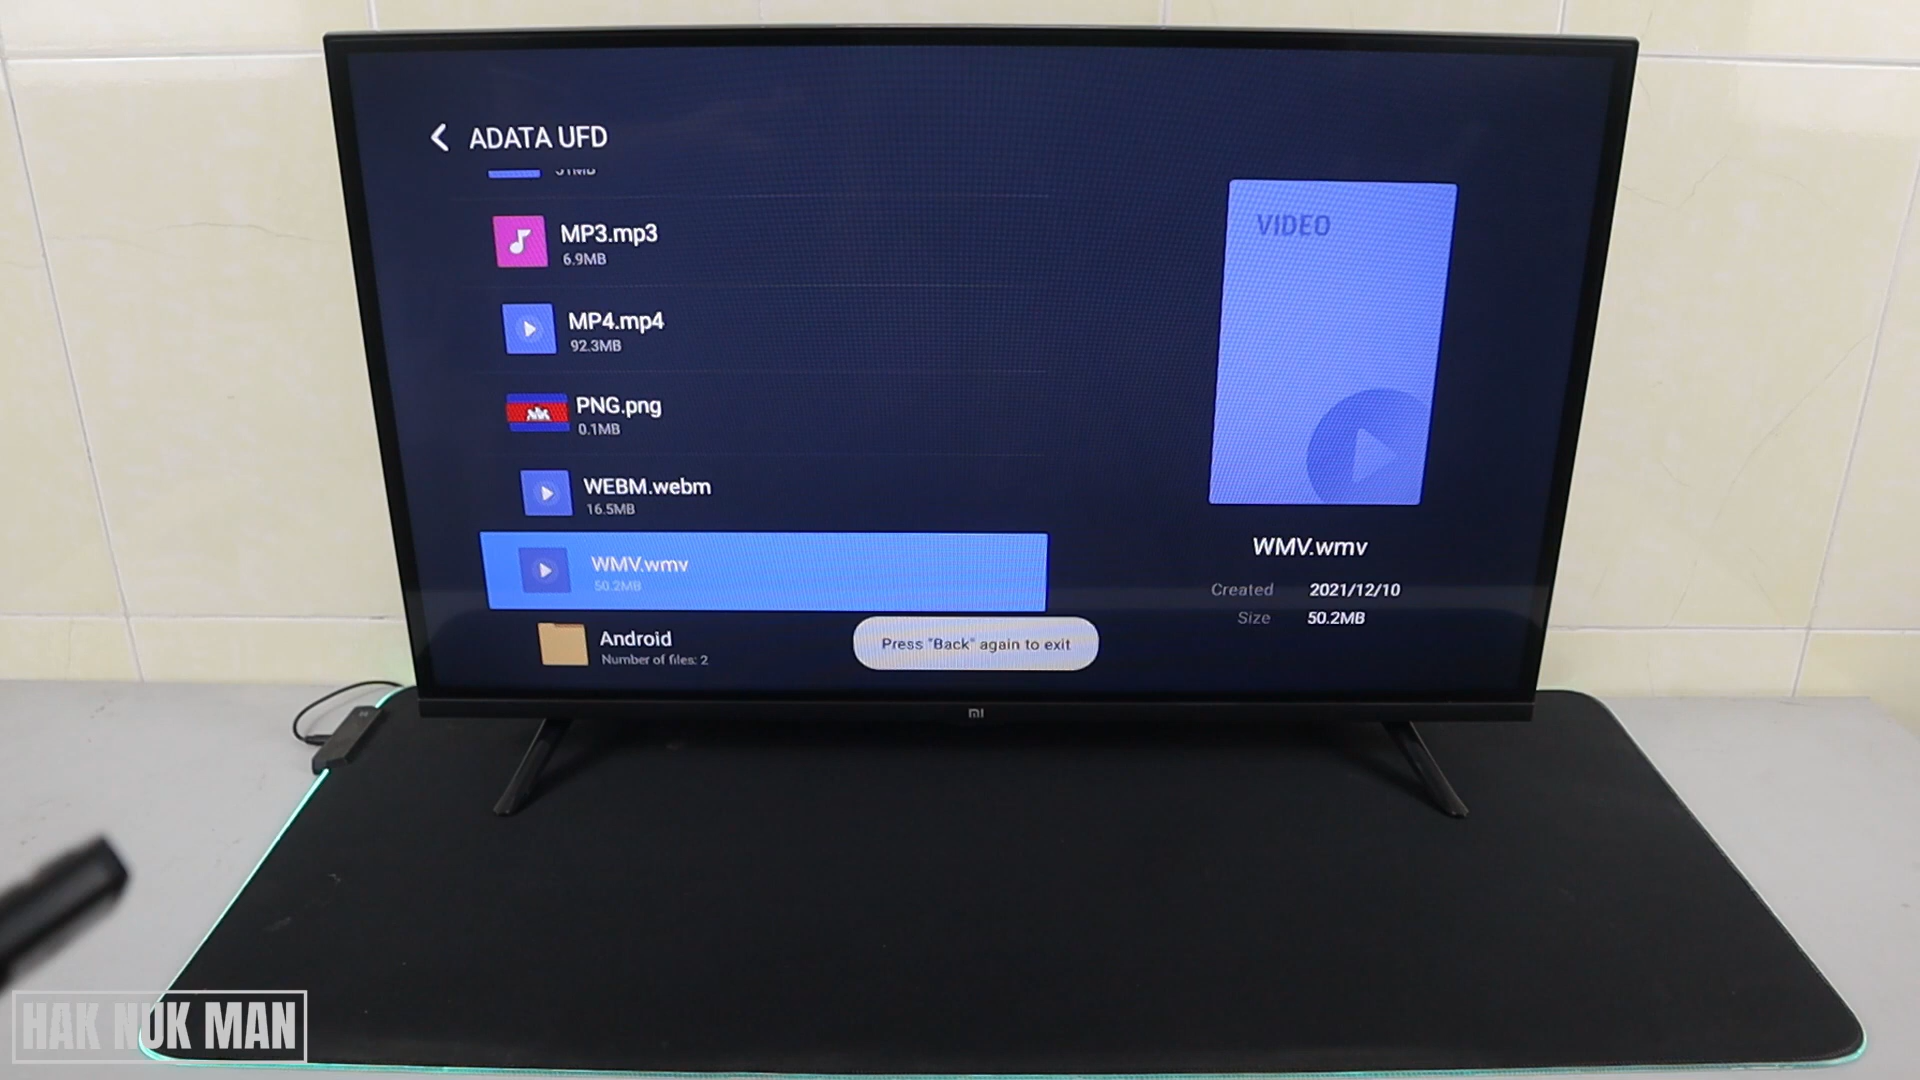 ADATA UFD
MP3.mp3
6.9MB
MP4.mp4
92.3MB
PNG.png
0.1MB
WEBM.webm
16.5MB
WMV.wmv
50.2MB
Android
Number of files: 2
VIDEO
WMV.wmv
Created 2021/12/10
Size 50.2MB
Press "Back" again to exit
mi
HAK NUK MAN